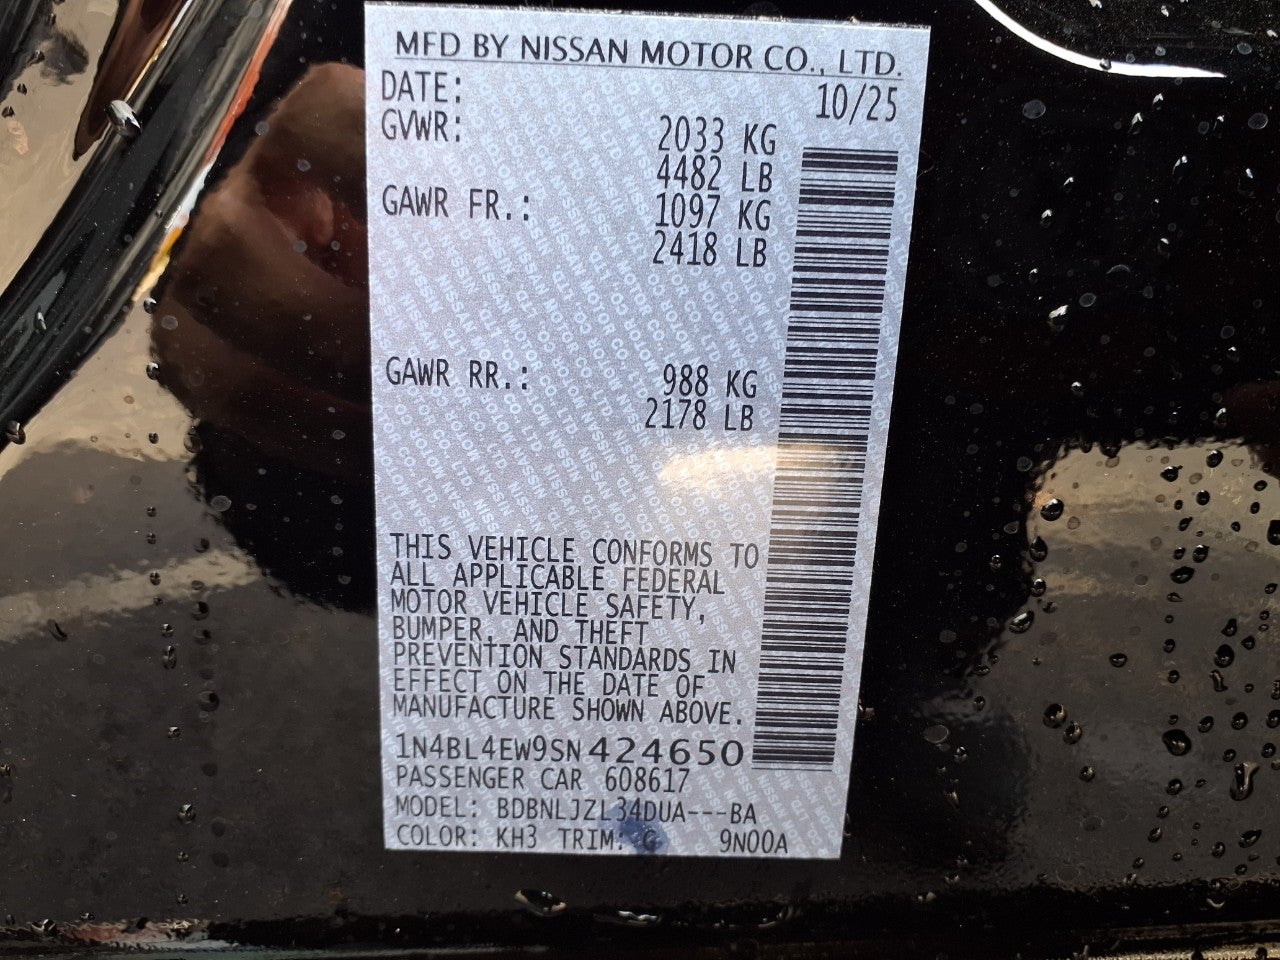 MFD BY NISSAN MOTOR CO., LTD.
DATE: 10/25
GVWR: 2033 KG
4482 LB
GAWR FR.: 1097 KG
2418 LB
GAWR RR.: 988 KG
2178 LB
THIS VEHICLE CONFORMS TO
ALL APPLICABLE FEDERAL
MOTOR VEHICLE SAFETY,
BUMPER, AND THEFT
PREVENTION STANDARDS IN
EFFECT ON THE DATE OF
MANUFACTURE SHOWN ABOVE.
1N4BL4EW9SN424650
PASSENGER CAR 608617
MODEL: BDBNLJZL34DUA---BA
COLOR: KH3 TRIM: G 9N00A